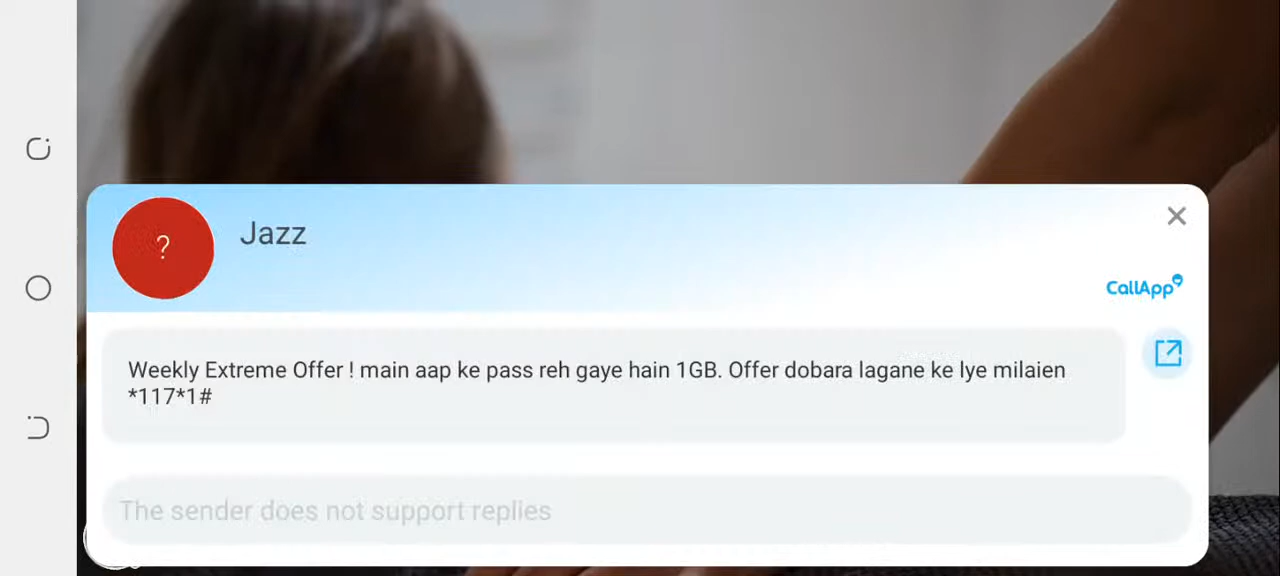 ?
Jazz
CallApp
Weekly Extreme Offer ! main aap ke pass reh gaye hain 1GB. Offer dobara lagane ke lye milaien
*117*1#
The sender does not support replies